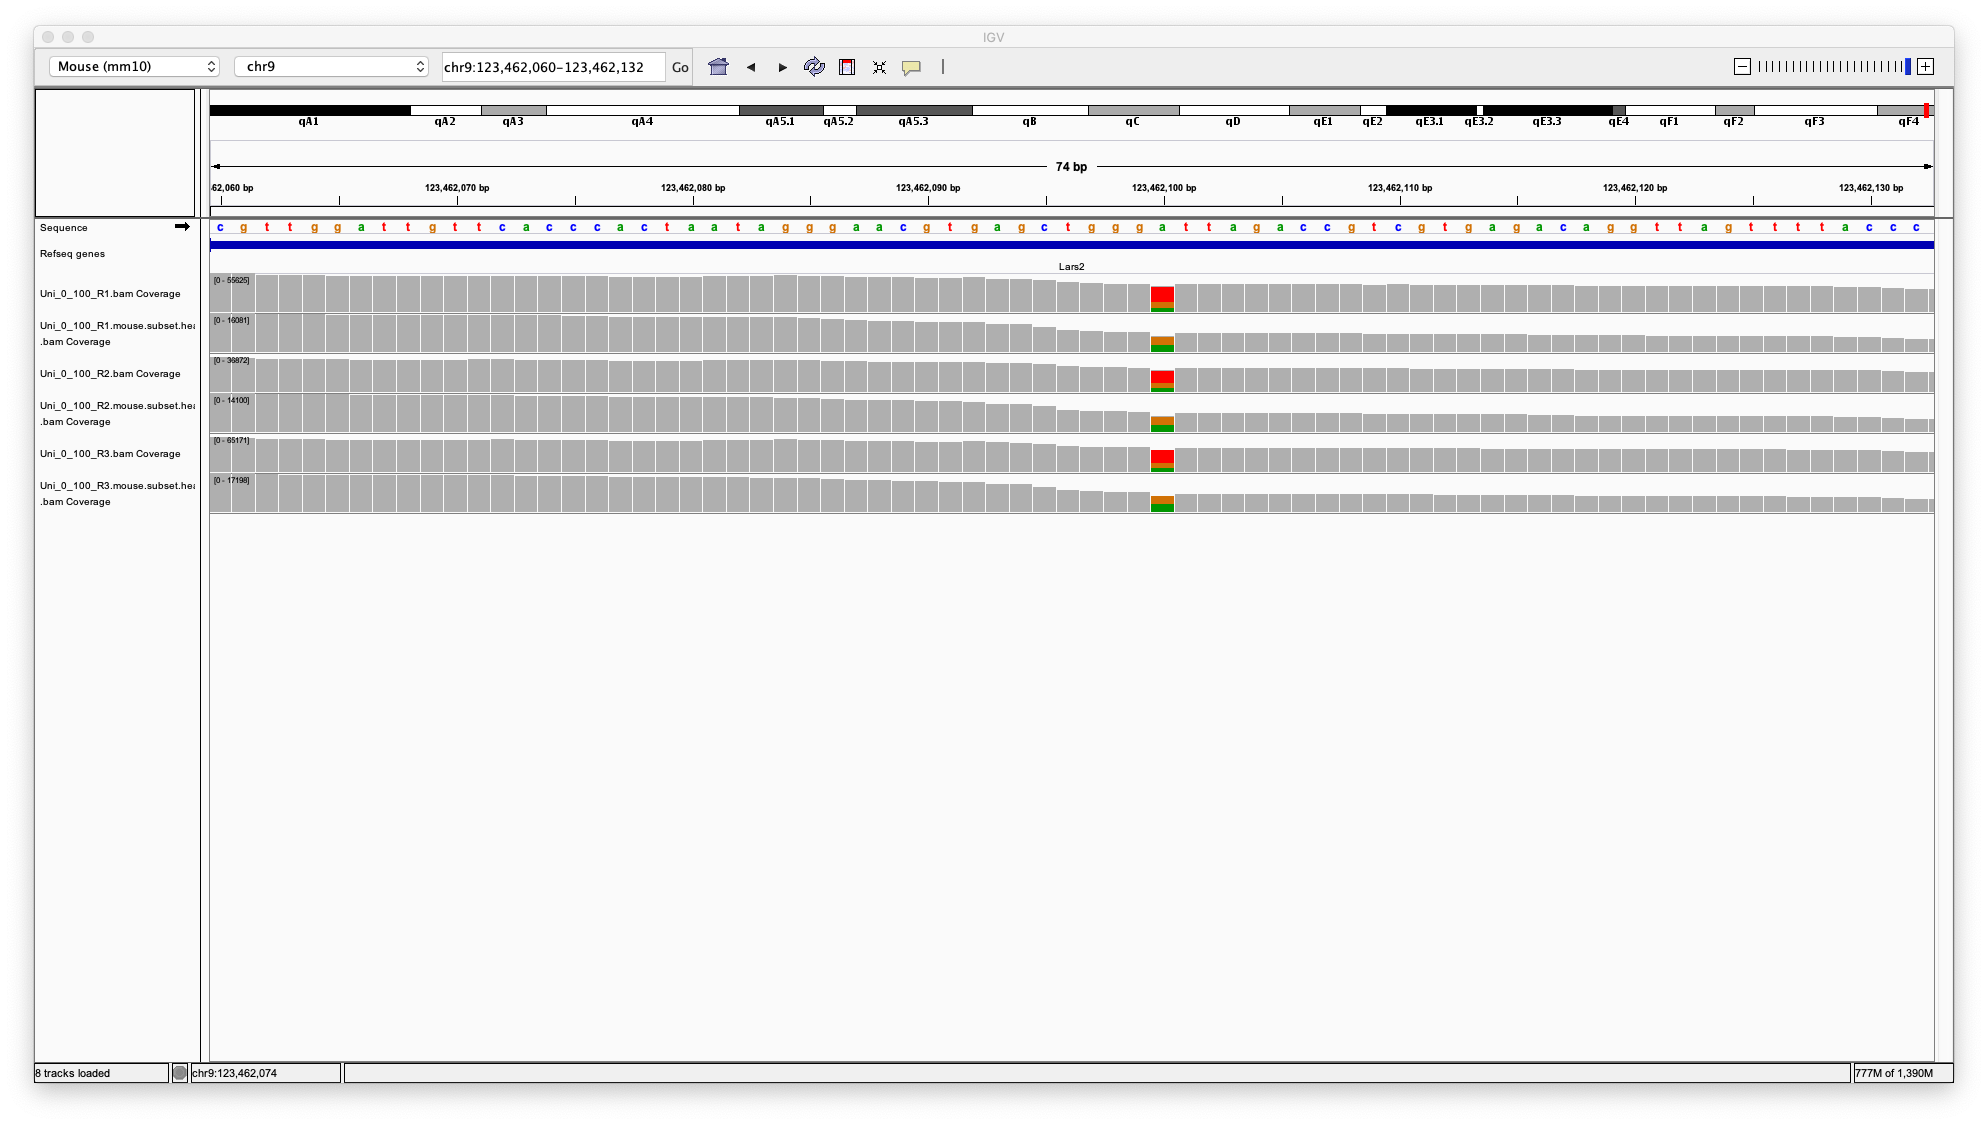 IGV
Mouse (mm10) chr9 chr9:123,462,060-123,462,132 Go
qA1 qA2 qA3 qA4 qA5.1 qA5.2 qA5.3 qB qC qD qE1 qE2 qE3.1 qE3.2 qE3.3 qE4 qF1 qF2 qF3 qF4
74 bp
62,060 bp 123,462,070 bp 123,462,080 bp 123,462,090 bp 123,462,100 bp 123,462,110 bp 123,462,120 bp 123,462,130 bp
Sequence c g t t g g a t t g t t c a c c c a c t a a t a g g g a a c g t g a g c t g g g a t t a g a c c g t c g t g a g a c a g g t t a g t t t t a c c c
Refseq genes
Lars2
[0 - 55625]
Uni_0_100_R1.bam Coverage
[0 - 16081]
Uni_0_100_R1.mouse.subset.hea
.bam Coverage
[0 - 36872]
Uni_0_100_R2.bam Coverage
[0 - 14100]
Uni_0_100_R2.mouse.subset.hea
.bam Coverage
[0 - 65171]
Uni_0_100_R3.bam Coverage
[0 - 17198]
Uni_0_100_R3.mouse.subset.hea
.bam Coverage
8 tracks loaded chr9:123,462,074 777M of 1,390M